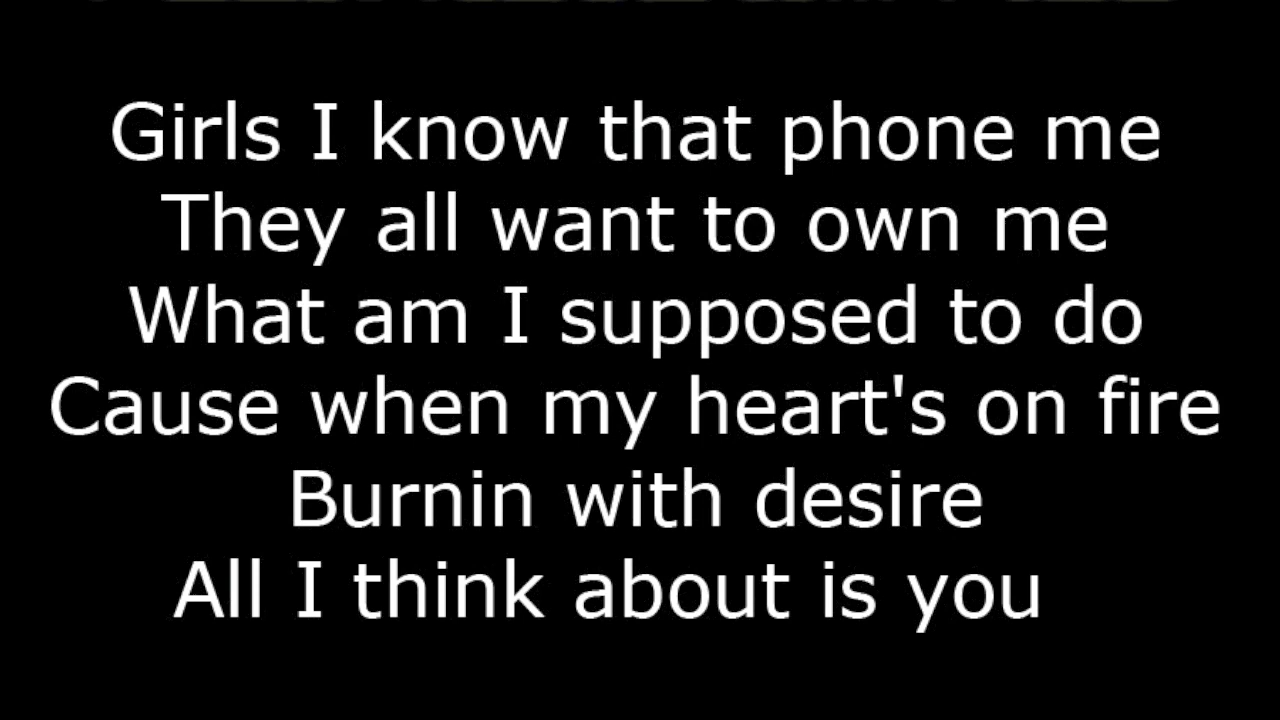 Girls I know that phone me
They all want to own me
What am I supposed to do
Cause when my heart's on fire
Burnin with desire
All I think about is you